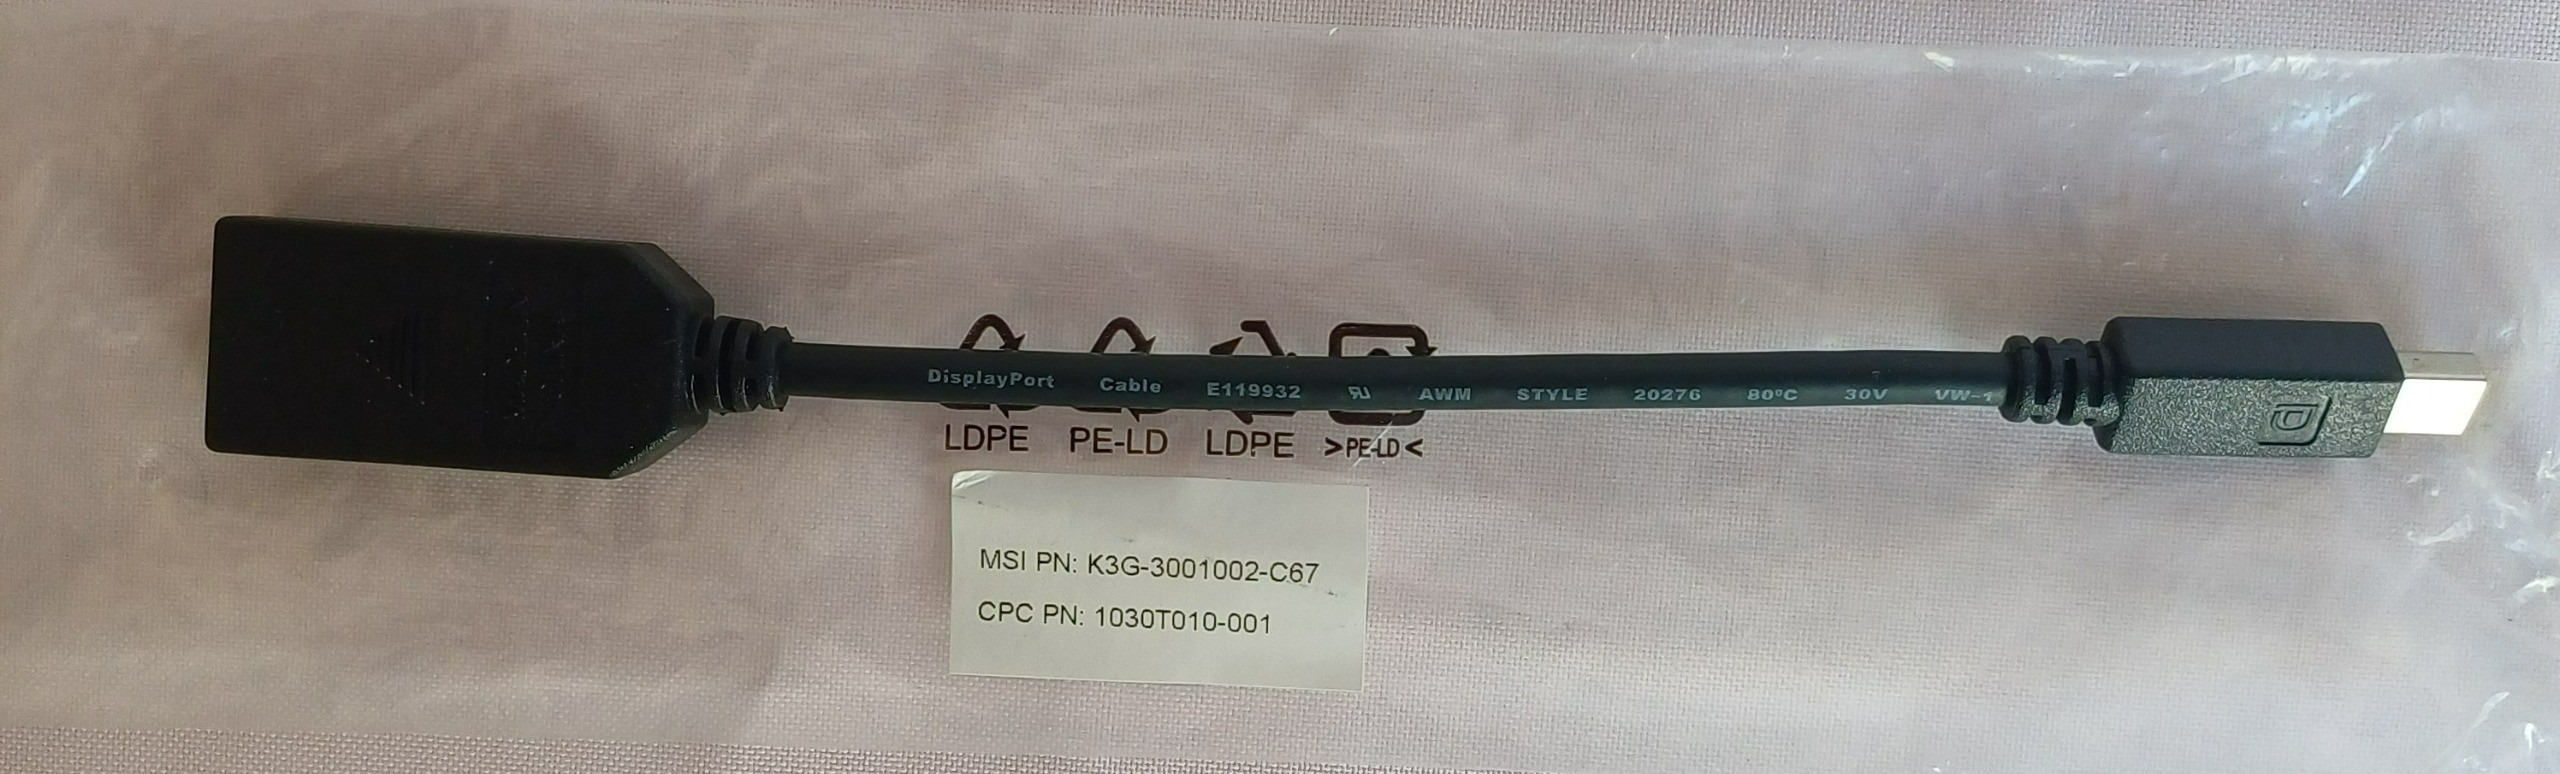 DisplayPort Cable E119932 AWM STYLE 20276 80°C 30V VW-1
LDPE PE-LD LDPE >PE-LD<
MSI PN: K3G-3001002-C67
CPC PN: 1030T010-001